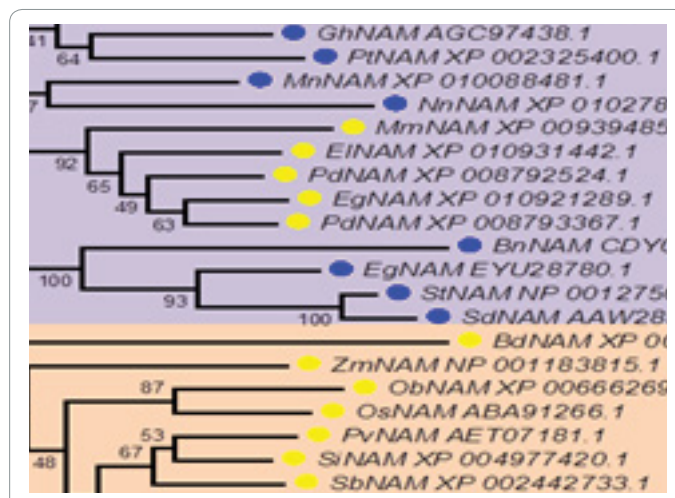 41
GhNAM AGC97438.1
64
PtNAM XP 002325400.1
MnNAM XP 010088481.1
7
NnNAM XP 010278
MmNAM XP 00939485
92
ElNAM XP 010931442.1
65
PdNAM XP 008792524.1
49
EgNAM XP 010921289.1
63
PdNAM XP 008793367.1
BnNAM CDY0
100
EgNAM EYU28780.1
93
StNAM NP 0012750
100
SdNAM AAW28
BdNAM XP 00
ZmNAM NP 001183815.1
87
ObNAM XP 00666269
OsNAM ABA91266.1
53
PvNAM AET07181.1
48
67
SiNAM XP 004977420.1
SbNAM XP 002442733.1